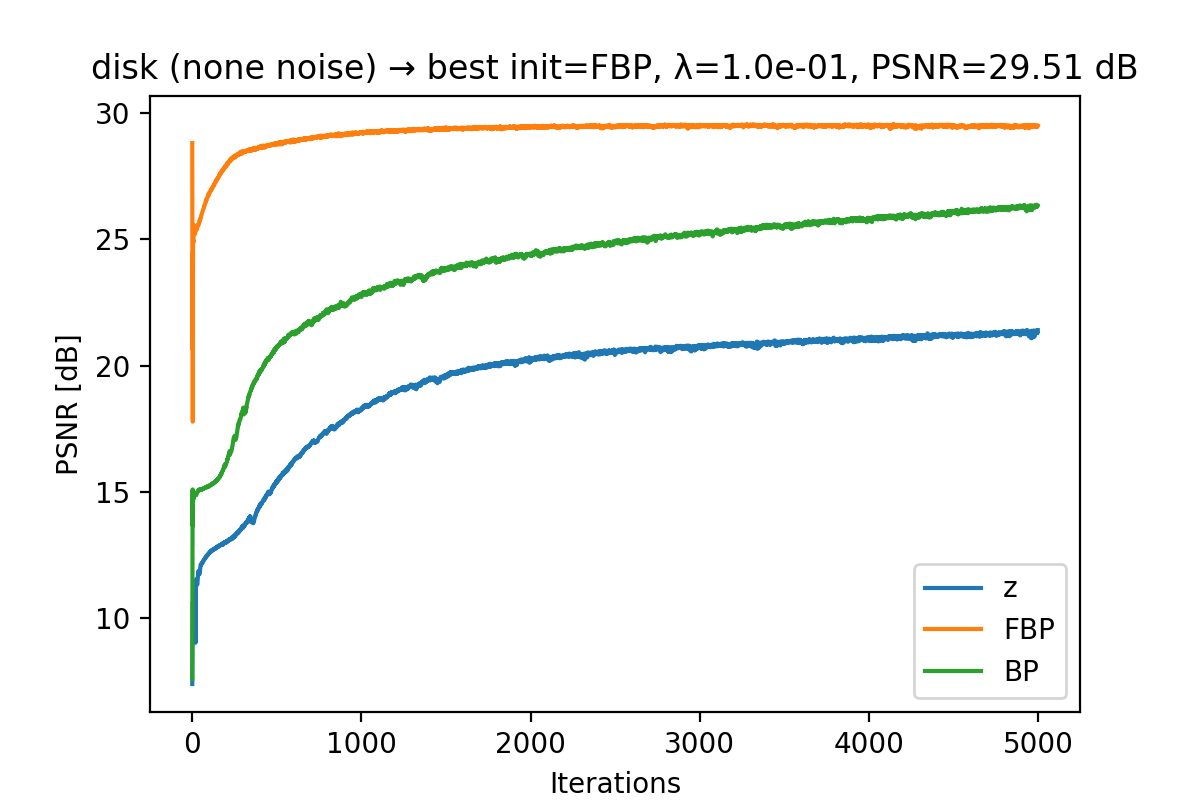 disk (none noise) → best init=FBP, λ=1.0e-01, PSNR=29.51 dB
30
25
20
15
10
PSNR [dB]
z
FBP
BP
0 1000 2000 3000 4000 5000
Iterations